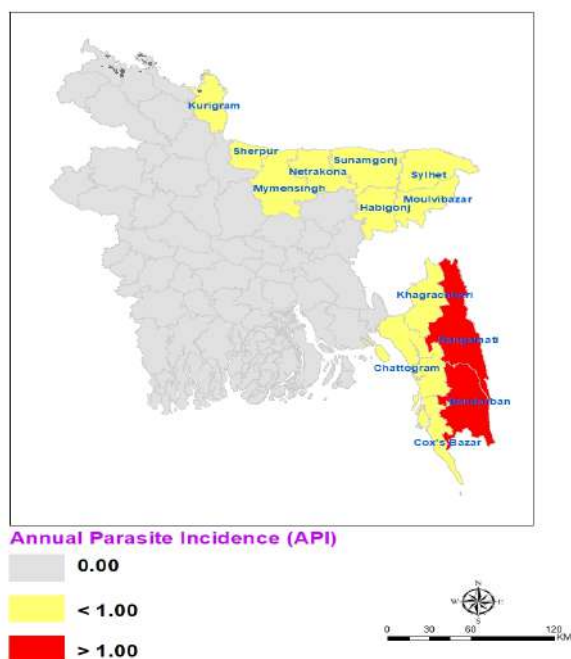 Kurigram
Sherpur
Netrakona
Sunamgonj
Sylhet
Mymensingh
Habigonj
Moulvibazar
Khagrachhari
Rangamati
Chattogram
Bandarban
Cox's Bazar
Annual Parasite Incidence (API)
0.00
< 1.00
> 1.00
N
W
E
S
0 30 60 120
KM